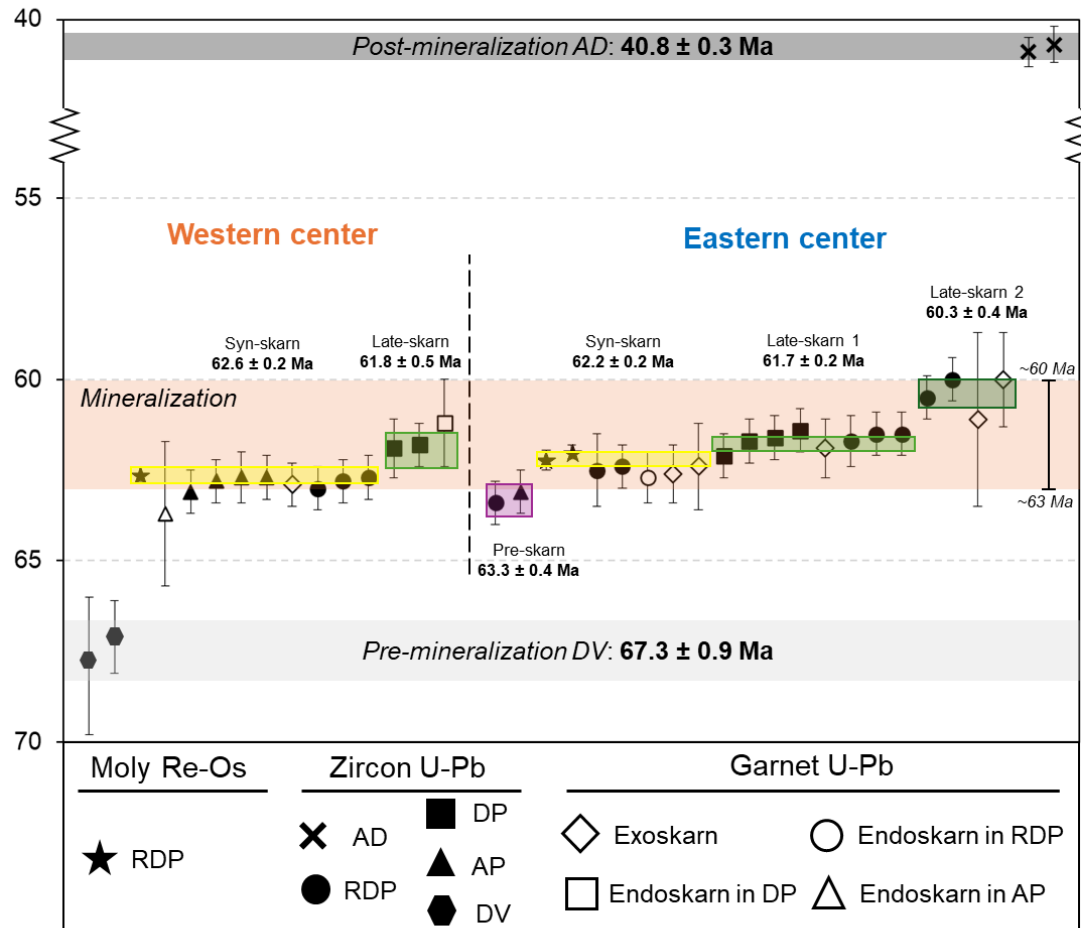 40
Post-mineralization AD: 40.8 ± 0.3 Ma
55
Western center
Eastern center
Late-skarn 2
60.3 ± 0.4 Ma
Syn-skarn
62.6 ± 0.2 Ma
Late-skarn
61.8 ± 0.5 Ma
Syn-skarn
62.2 ± 0.2 Ma
Late-skarn 1
61.7 ± 0.2 Ma
60
~60 Ma
Mineralization
~63 Ma
Pre-skarn
63.3 ± 0.4 Ma
65
Pre-mineralization DV: 67.3 ± 0.9 Ma
70
Moly Re-Os
RDP
Zircon U-Pb
AD
RDP
DP
AP
DV
Garnet U-Pb
Exoskarn
Endoskarn in RDP
Endoskarn in DP
Endoskarn in AP